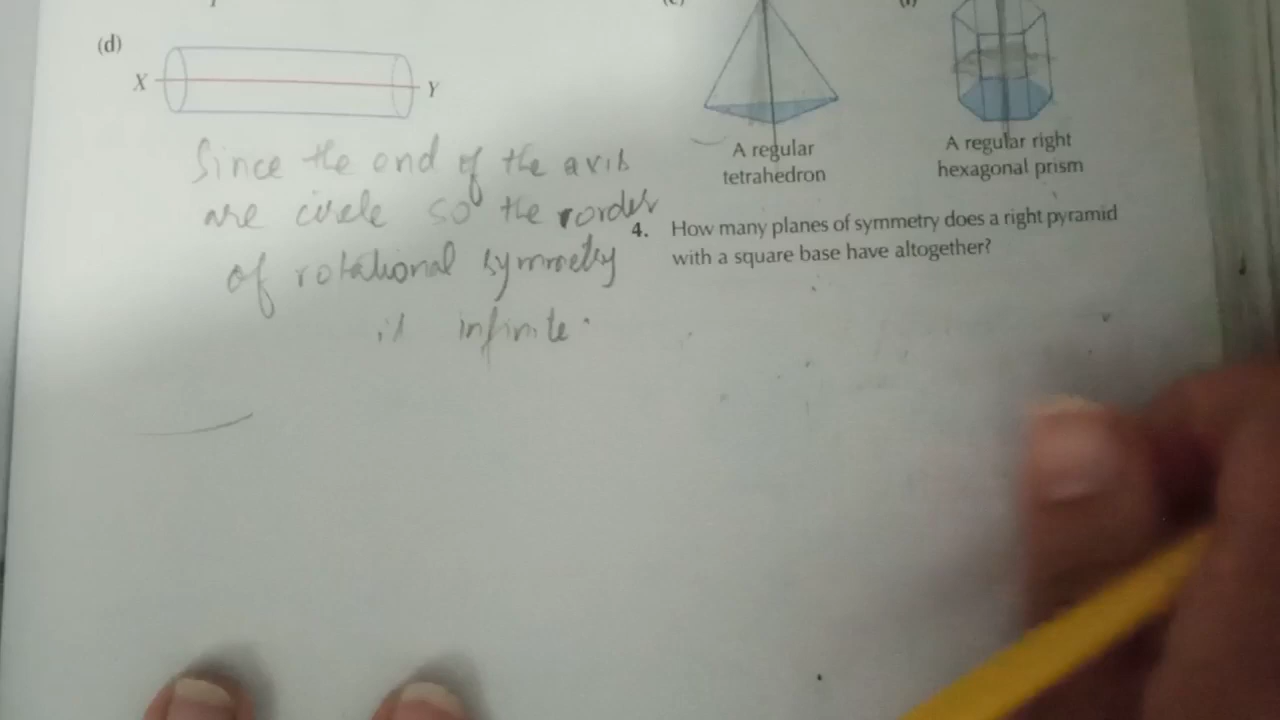 (d)
X
Y
Since the end of the axis
are circle so the rorder
of rotational symmetry
is infinite.
A regular
tetrahedron
A regular right
hexagonal prism
4. How many planes of symmetry does a right pyramid
with a square base have altogether?